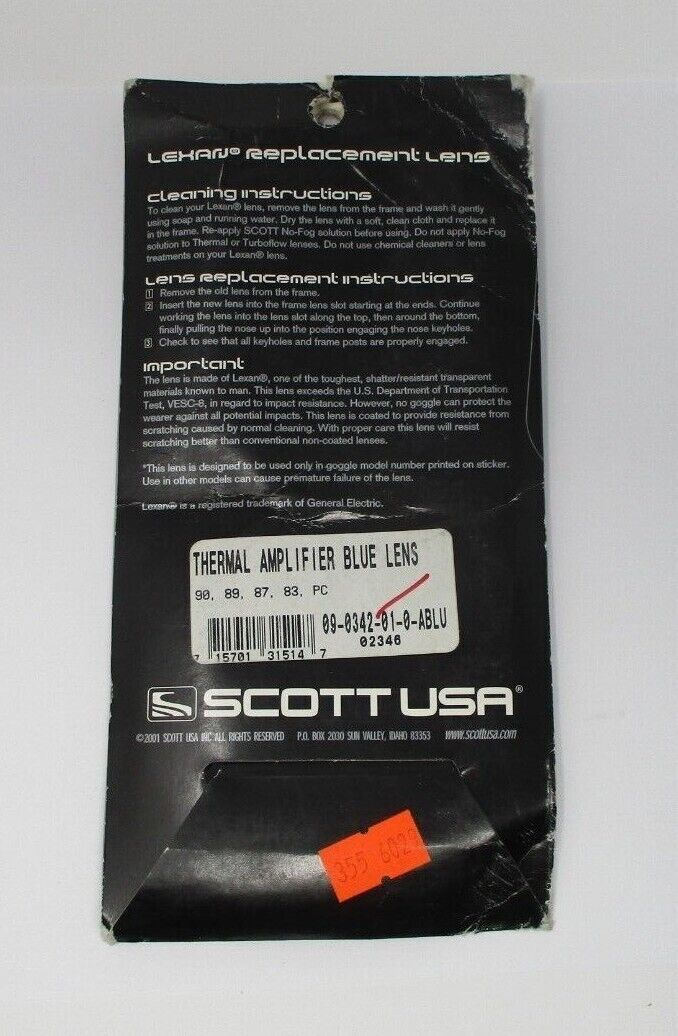 LEXAN® Replacement Lens
cleaning instructions
To clean your Lexan® lens, remove the lens from the frame and wash it gently
using soap and running water. Dry the lens with a soft, clean cloth and replace it
in the frame. Re-apply SCOTT No-Fog solution before using. Do not apply No-Fog
solution to Thermal or Turboflow lenses. Do not use chemical cleaners or lens
treatments on your Lexan® lens.
Lens Replacement instructions
1 Remove the old lens from the frame.
2 Insert the new lens into the frame lens slot starting at the ends. Continue
working the lens into the lens slot along the top, then around the bottom,
finally pulling the nose up into the position engaging the nose keyholes.
3 Check to see that all keyholes and frame posts are properly engaged.
important
The lens is made of Lexan®, one of the toughest, shatter/resistant transparent
materials known to man. This lens exceeds the U.S. Department of Transportation
Test, VESC-8, in regard to impact resistance. However, no goggle can protect the
wearer against all potential impacts. This lens is coated to provide resistance from
scratching caused by normal cleaning. With proper care this lens will resist
scratching better than conventional non-coated lenses.
*This lens is designed to be used only in goggle model number printed on sticker.
Use in other models can cause premature failure of the lens.
Lexan® is a registered trademark of General Electric.
THERMAL AMPLIFIER BLUE LENS
90, 89, 87, 83, PC
09-0342-01-0-ABLU
02346
7 15701 31514 7
SCOTT USA®
©2001 SCOTT USA INC ALL RIGHTS RESERVED P.O. BOX 2030 SUN VALLEY, IDAHO 83353 www.scottusa.com
355 6029